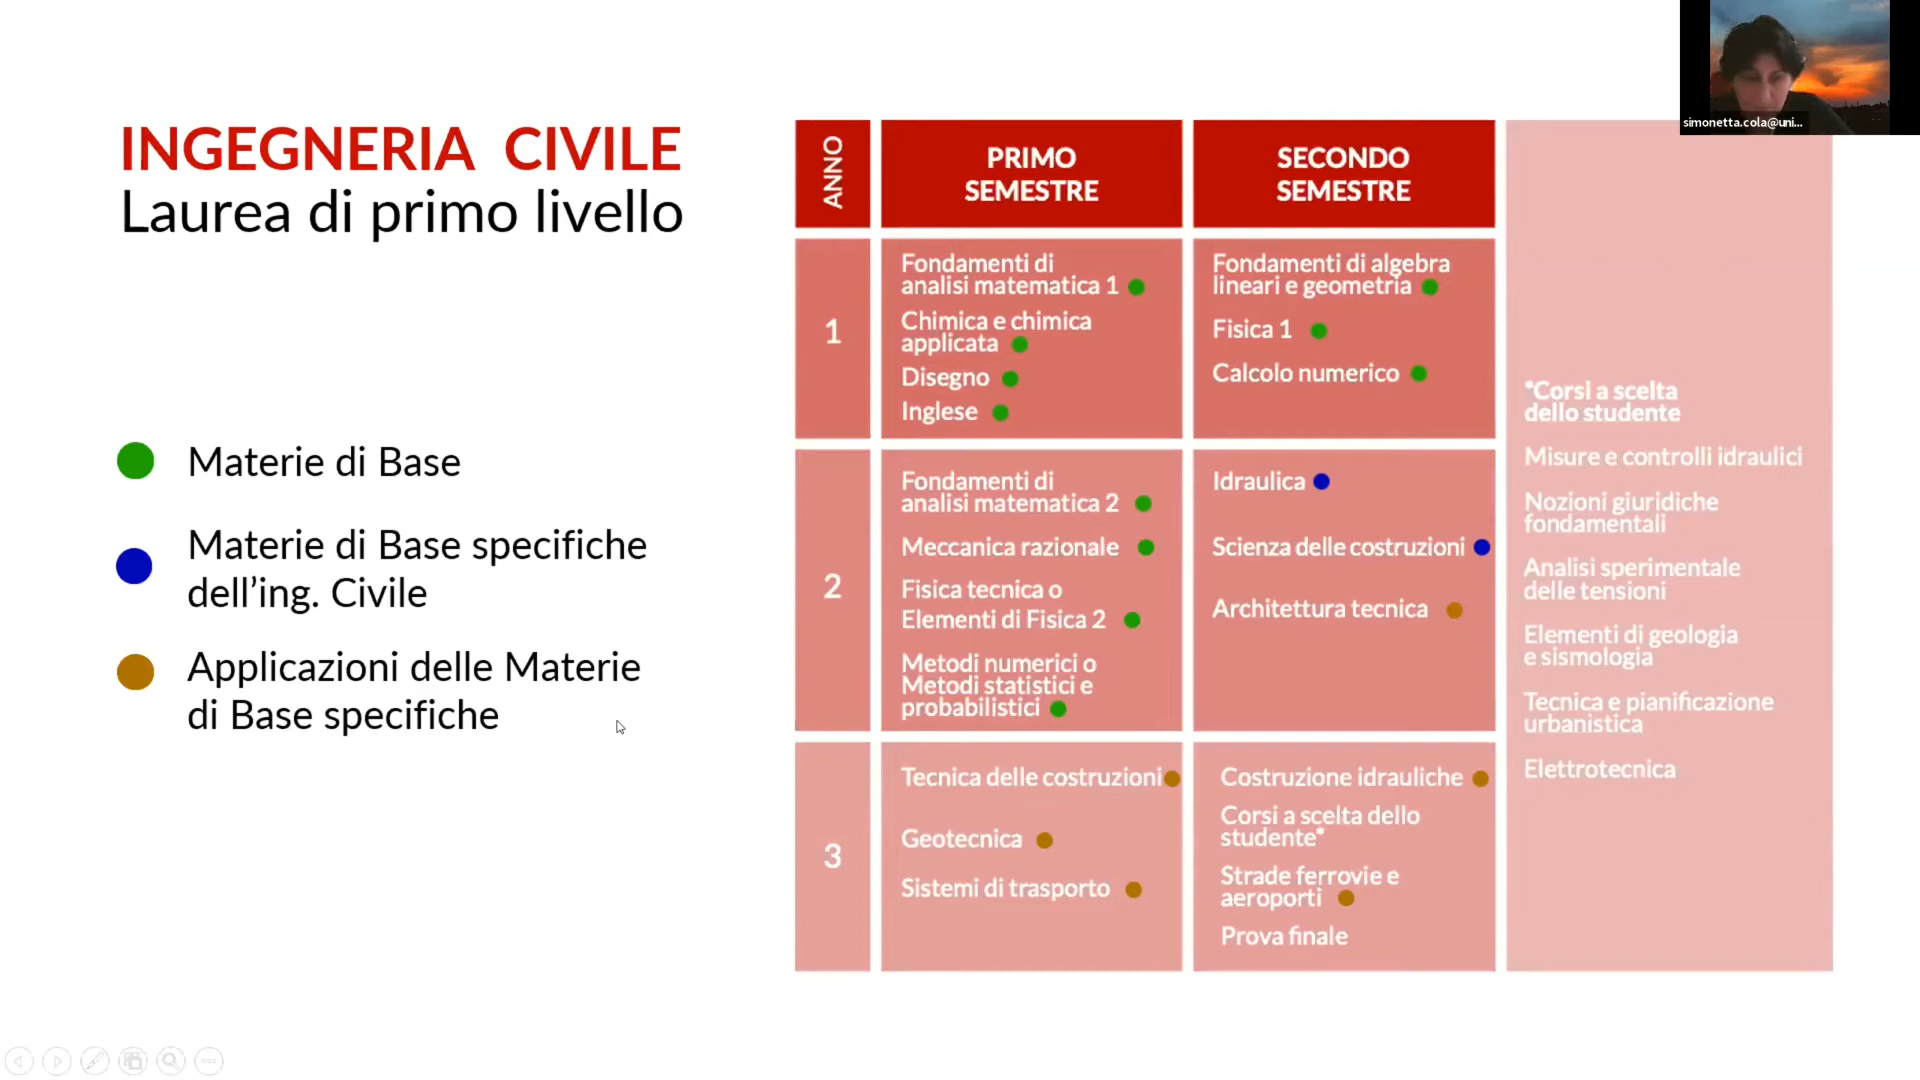 simonetta.cola@uni...
INGEGNERIA CIVILE
Laurea di primo livello
Materie di Base
Materie di Base specifiche
dell’ing. Civile
Applicazioni delle Materie
di Base specifiche
ANNO
PRIMO
SEMESTRE
SECONDO
SEMESTRE
1
Fondamenti di
analisi matematica 1
Chimica e chimica
applicata
Disegno
Inglese
Fondamenti di algebra
lineari e geometria
Fisica 1
Calcolo numerico
2
Fondamenti di
analisi matematica 2
Meccanica razionale
Fisica tecnica o
Elementi di Fisica 2
Metodi numerici o
Metodi statistici e
probabilistici
Idraulica
Scienza delle costruzioni
Architettura tecnica
3
Tecnica delle costruzioni
Geotecnica
Sistemi di trasporto
Costruzione idrauliche
Corsi a scelta dello
studente*
Strade ferrovie e
aeroporti
Prova finale
*Corsi a scelta
dello studente
Misure e controlli idraulici
Nozioni giuridiche
fondamentali
Analisi sperimentale
delle tensioni
Elementi di geologia
e sismologia
Tecnica e pianificazione
urbanistica
Elettrotecnica